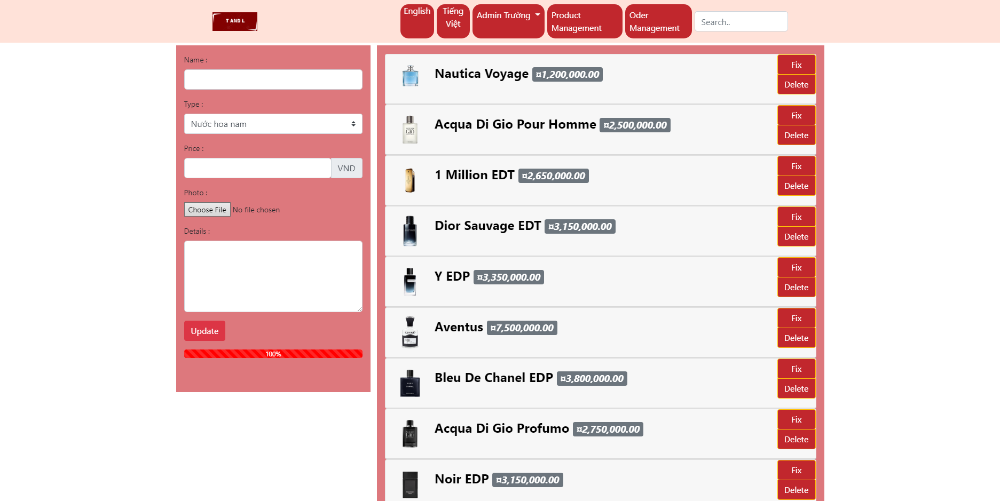 T AND L
English
Tiếng
Việt
Admin Trường
Product
Management
Oder
Management
Search..
Name :
Type :
Nước hoa nam
Price :
VND
Photo :
Choose File No file chosen
Details :
Update
100%
Nautica Voyage ¤1,200,000.00
Fix
Delete
Acqua Di Gio Pour Homme ¤2,500,000.00
Fix
Delete
1 Million EDT ¤2,650,000.00
Fix
Delete
Dior Sauvage EDT ¤3,150,000.00
Fix
Delete
Y EDP ¤3,350,000.00
Fix
Delete
Aventus ¤7,500,000.00
Fix
Delete
Bleu De Chanel EDP ¤3,800,000.00
Fix
Delete
Acqua Di Gio Profumo ¤2,750,000.00
Fix
Delete
Noir EDP ¤3,150,000.00
Fix
Delete